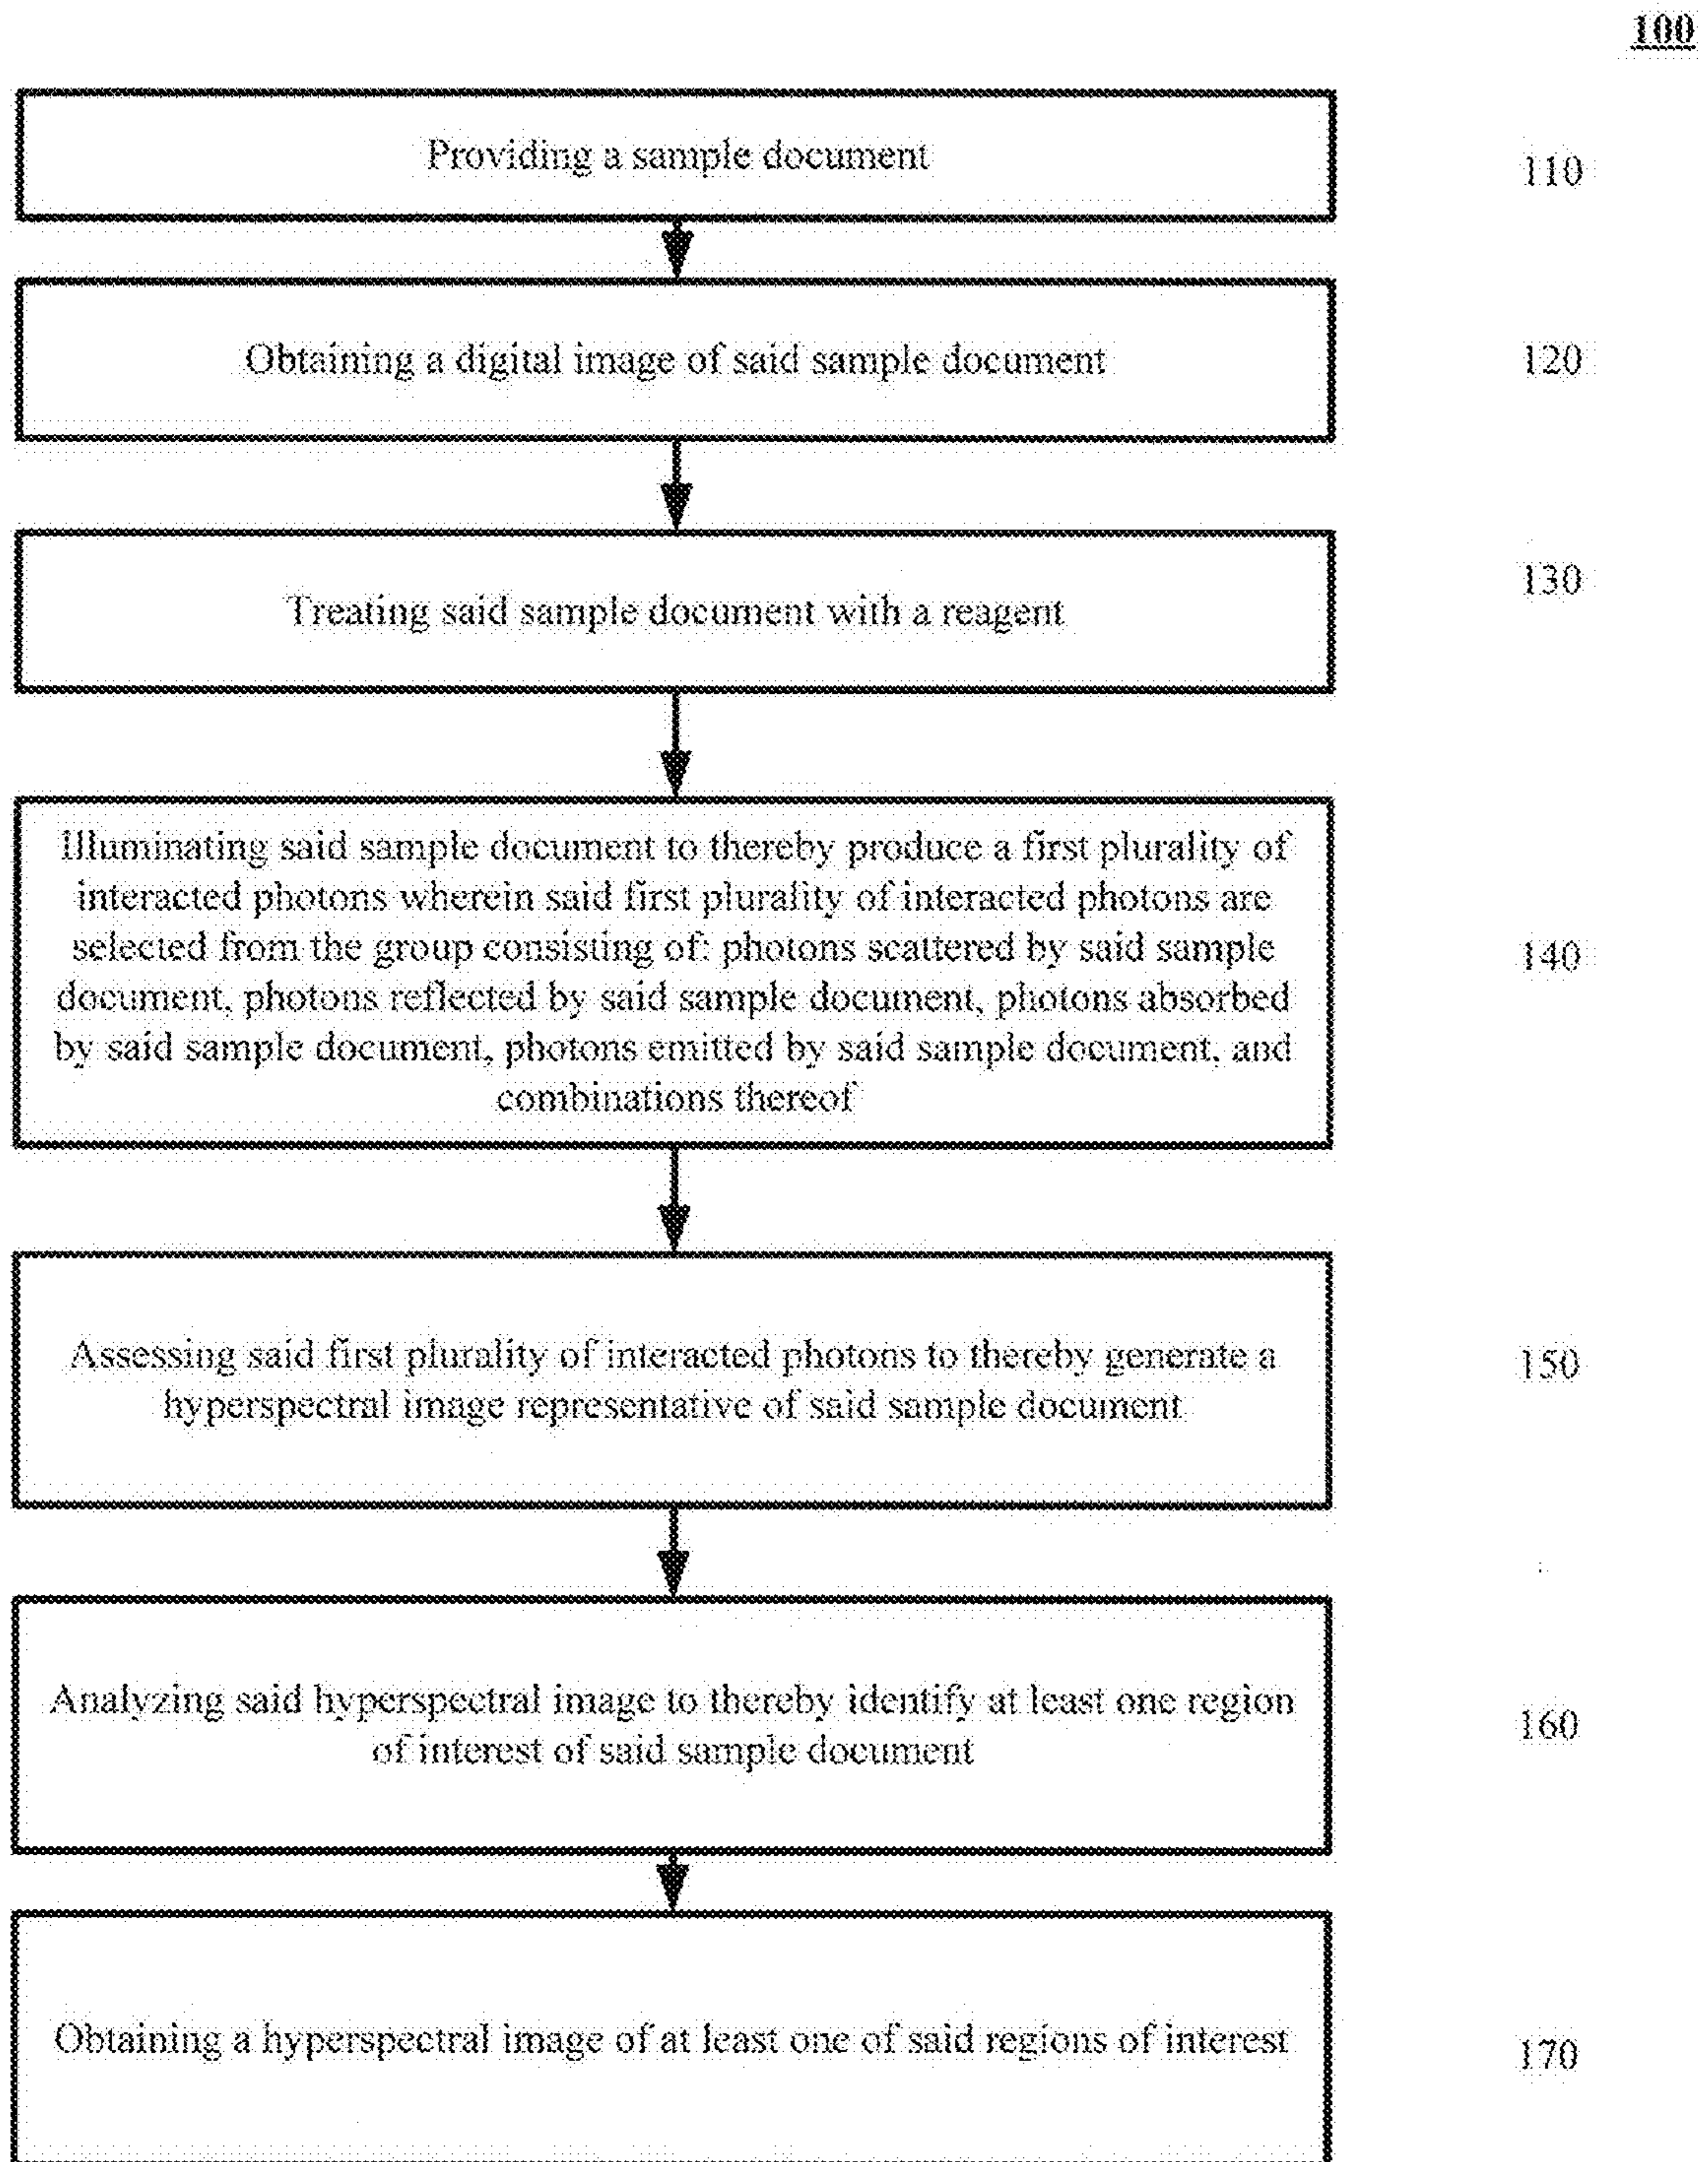 100
Providing a sample document
110
Obtaining a digital image of said sample document
120
Treating said sample document with a reagent
130
Illuminating said sample document to thereby produce a first plurality of
interacted photons wherein said first plurality of interacted photons are
selected from the group consisting of: photons scattered by said sample
document, photons reflected by said sample document, photons absorbed
by said sample document, photons emitted by said sample document, and
combinations thereof
140
Assessing said first plurality of interacted photons to thereby generate a
hyperspectral image representative of said sample document
150
Analyzing said hyperspectral image to thereby identify at least one region
of interest of said sample document
160
Obtaining a hyperspectral image of at least one of said regions of interest
170